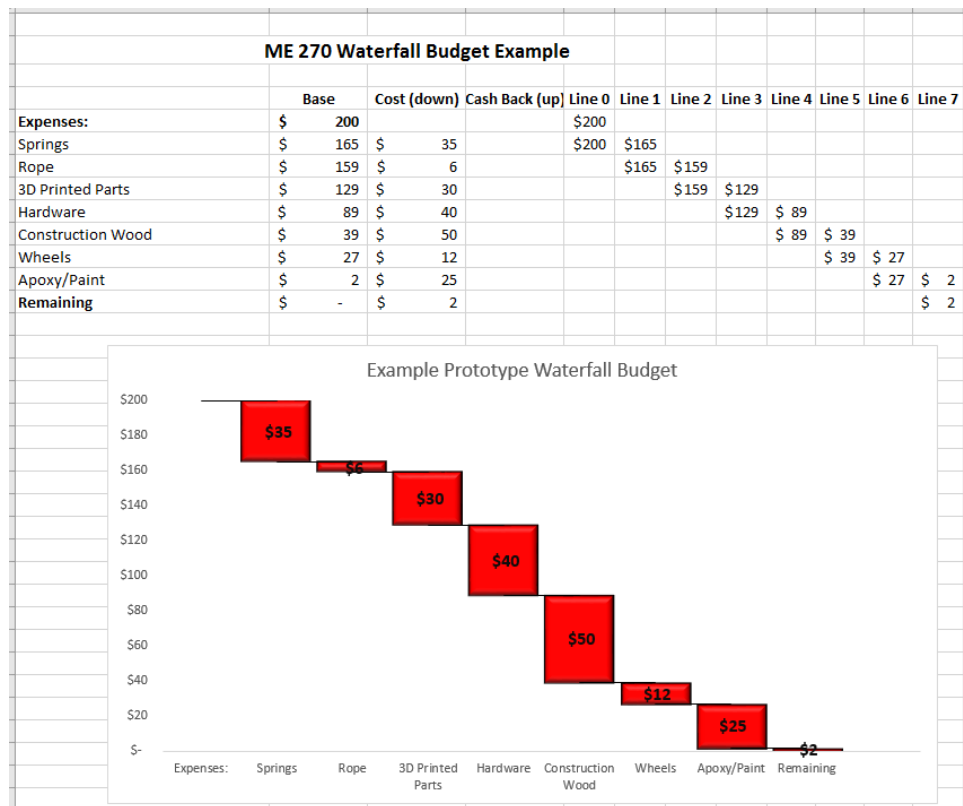 ME 270 Waterfall Budget Example
Base Cost (down) Cash Back (up) Line 0 Line 1 Line 2 Line 3 Line 4 Line 5 Line 6 Line 7
Expenses: $ 200 $200
Springs $ 165 $ 35 $200 $165
Rope $ 159 $ 6 $165 $159
3D Printed Parts $ 129 $ 30 $159 $129
Hardware $ 89 $ 40 $129 $ 89
Construction Wood $ 39 $ 50 $ 89 $ 39
Wheels $ 27 $ 12 $ 39 $ 27
Apoxy/Paint $ 2 $ 25 $ 27 $ 2
Remaining $ - $ 2 $ 2
Example Prototype Waterfall Budget
$200
$180
$160
$140
$120
$100
$80
$60
$40
$20
$-
$35
$6
$30
$40
$50
$12
$25
$2
Expenses: Springs Rope 3D Printed Hardware Construction Wheels Apoxy/Paint Remaining
Parts Wood